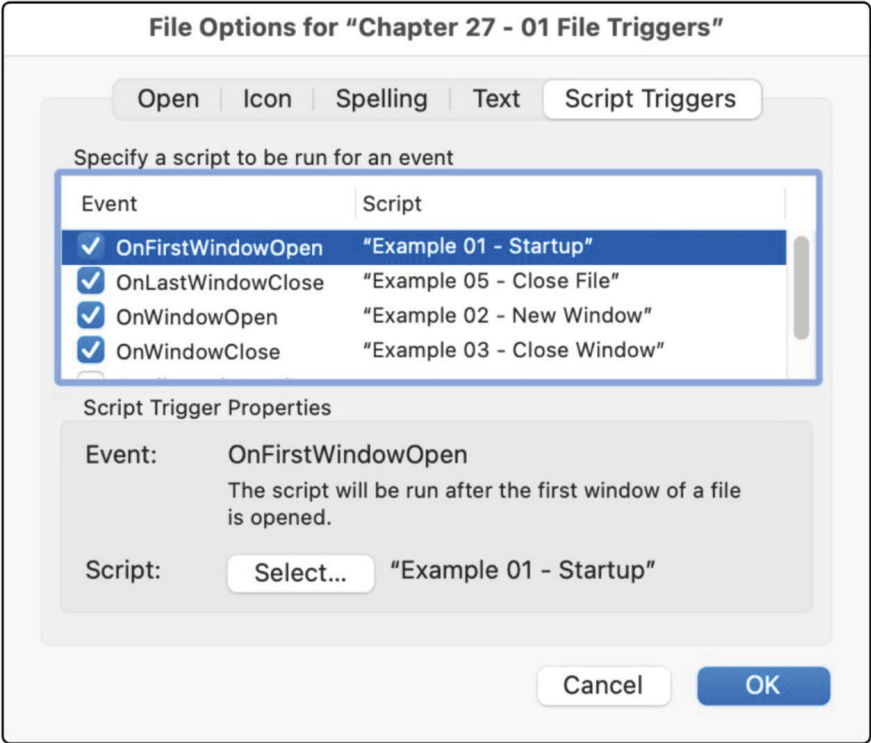 File Options for “Chapter 27 - 01 File Triggers”
Open Icon Spelling Text Script Triggers
Specify a script to be run for an event
Event Script
OnFirstWindowOpen “Example 01 - Startup”
OnLastWindowClose “Example 05 - Close File”
OnWindowOpen “Example 02 - New Window”
OnWindowClose “Example 03 - Close Window”
Script Trigger Properties
Event: OnFirstWindowOpen
The script will be run after the first window of a file
is opened.
Script: Select... “Example 01 - Startup”
Cancel OK